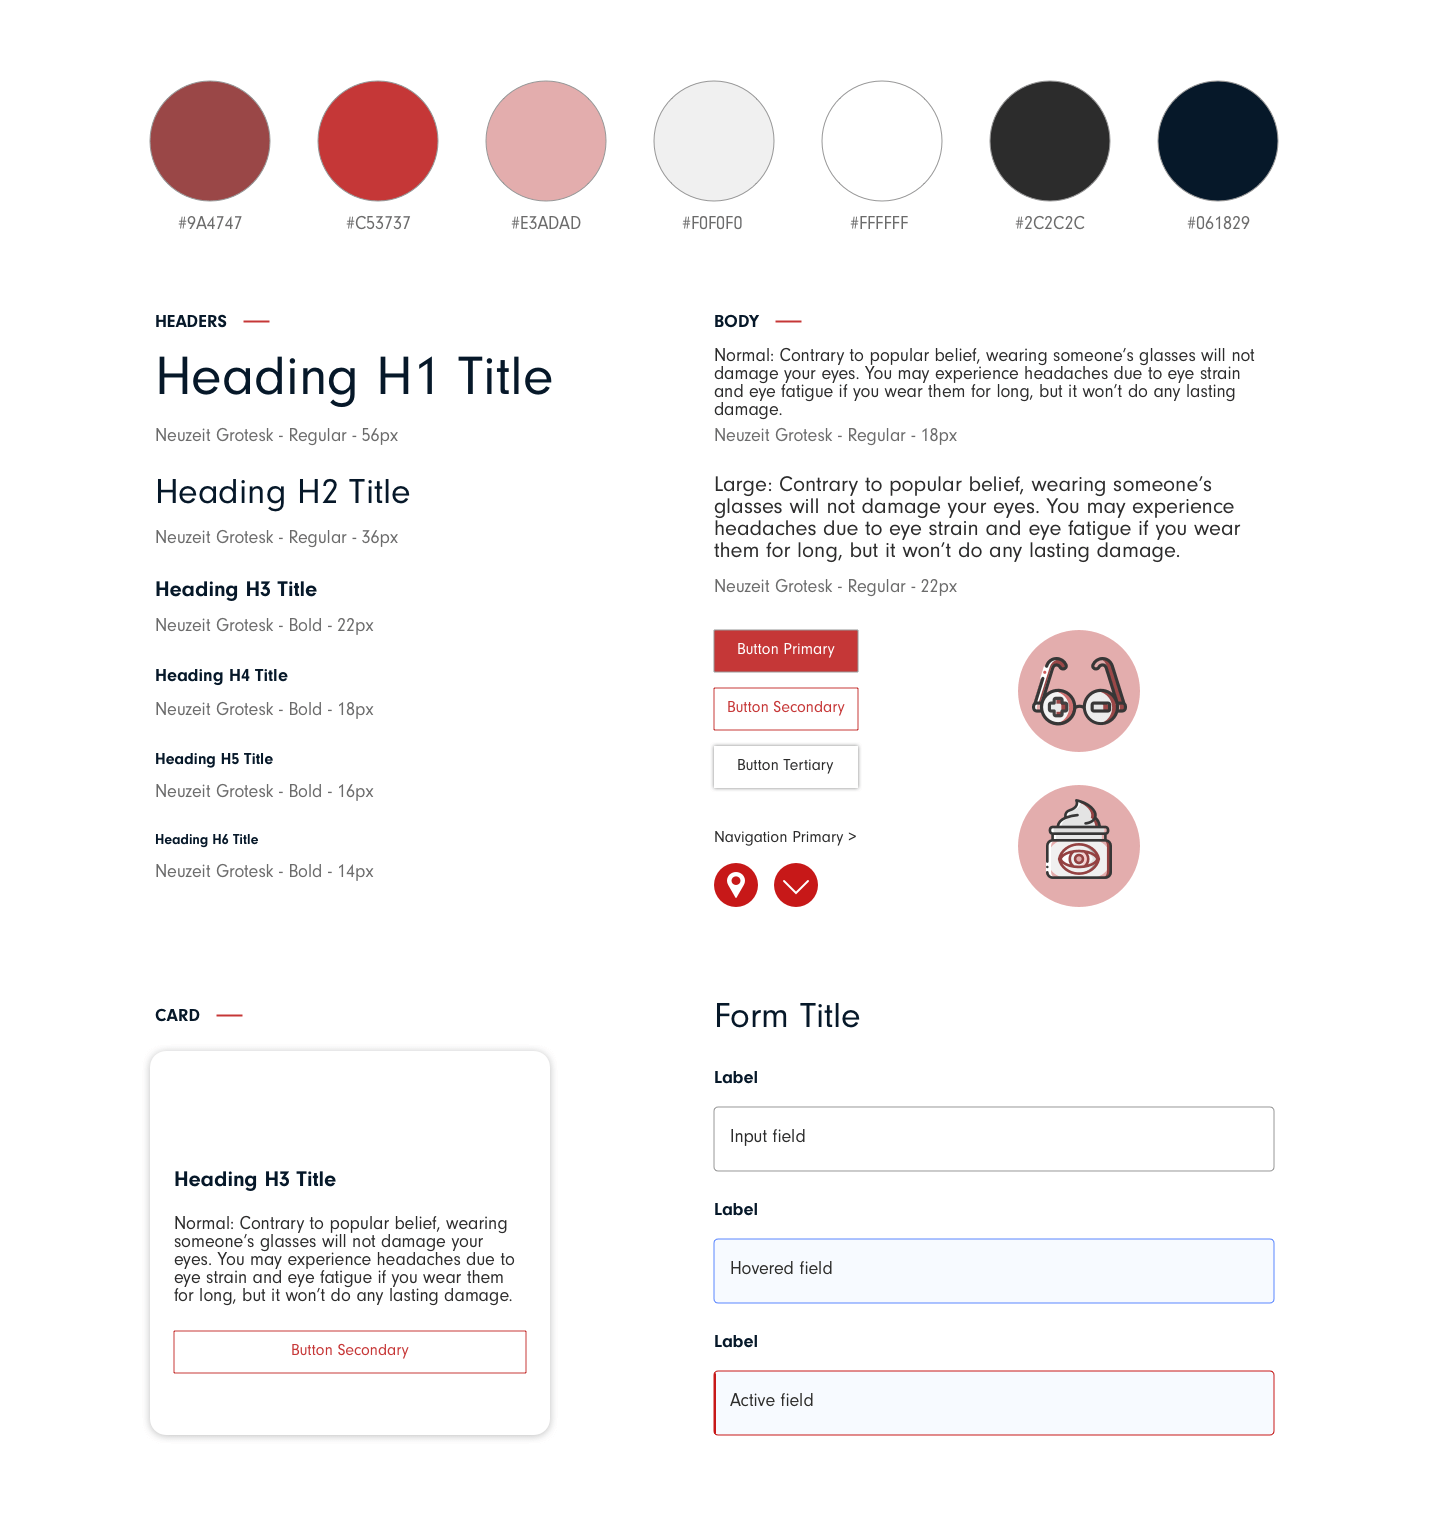 #9A4747
#C53737
#E3ADAD
#F0F0F0
#FFFFFF
#2C2C2C
#061829
HEADERS
Heading H1 Title
Neuzeit Grotesk - Regular - 56px
Heading H2 Title
Neuzeit Grotesk - Regular - 36px
Heading H3 Title
Neuzeit Grotesk - Bold - 22px
Heading H4 Title
Neuzeit Grotesk - Bold - 18px
Heading H5 Title
Neuzeit Grotesk - Bold - 16px
Heading H6 Title
Neuzeit Grotesk - Bold - 14px
BODY
Normal: Contrary to popular belief, wearing someone’s glasses will not
damage your eyes. You may experience headaches due to eye strain
and eye fatigue if you wear them for long, but it won’t do any lasting
damage.
Neuzeit Grotesk - Regular - 18px
Large: Contrary to popular belief, wearing someone’s
glasses will not damage your eyes. You may experience
headaches due to eye strain and eye fatigue if you wear
them for long, but it won’t do any lasting damage.
Neuzeit Grotesk - Regular - 22px
Button Primary
Button Secondary
Button Tertiary
Navigation Primary >
CARD
Heading H3 Title
Normal: Contrary to popular belief, wearing
someone’s glasses will not damage your
eyes. You may experience headaches due to
eye strain and eye fatigue if you wear them
for long, but it won’t do any lasting damage.
Button Secondary
Form Title
Label
Input field
Label
Hovered field
Label
Active field